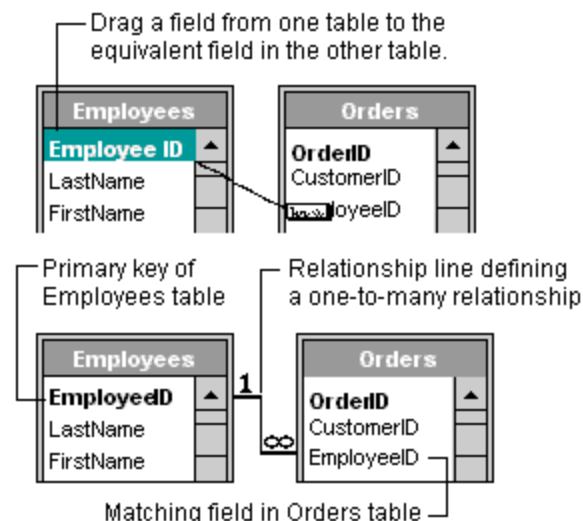 Drag a field from one table to the
equivalent field in the other table.
Employees
Orders
Employee ID
LastName
FirstName
OrderID
CustomerID
loyeeID
Primary key of
Employees table
Relationship line defining
a one-to-many relationship
Employees
Orders
EmployeeID
LastName
FirstName
1
∞
OrderID
CustomerID
EmployeeID
Matching field in Orders table